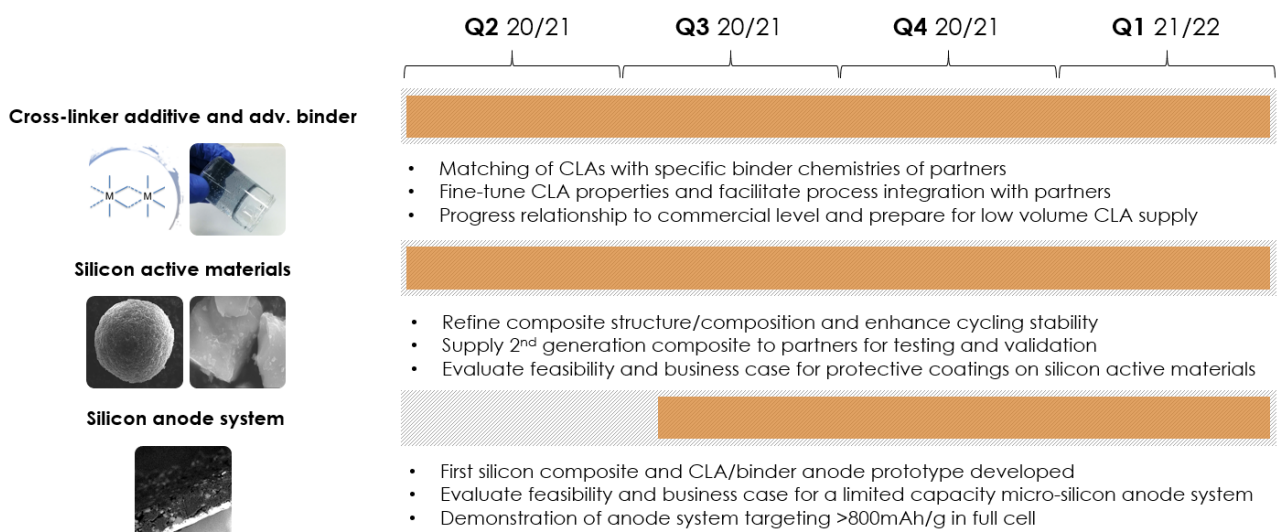 Q2 20/21 Q3 20/21 Q4 20/21 Q1 21/22
Cross-linker additive and adv. binder
M M
• Matching of CLAs with specific binder chemistries of partners
• Fine-tune CLA properties and facilitate process integration with partners
• Progress relationship to commercial level and prepare for low volume CLA supply
Silicon active materials
• Refine composite structure/composition and enhance cycling stability
• Supply 2nd generation composite to partners for testing and validation
• Evaluate feasibility and business case for protective coatings on silicon active materials
Silicon anode system
• First silicon composite and CLA/binder anode prototype developed
• Evaluate feasibility and business case for a limited capacity micro-silicon anode system
• Demonstration of anode system targeting >800mAh/g in full cell